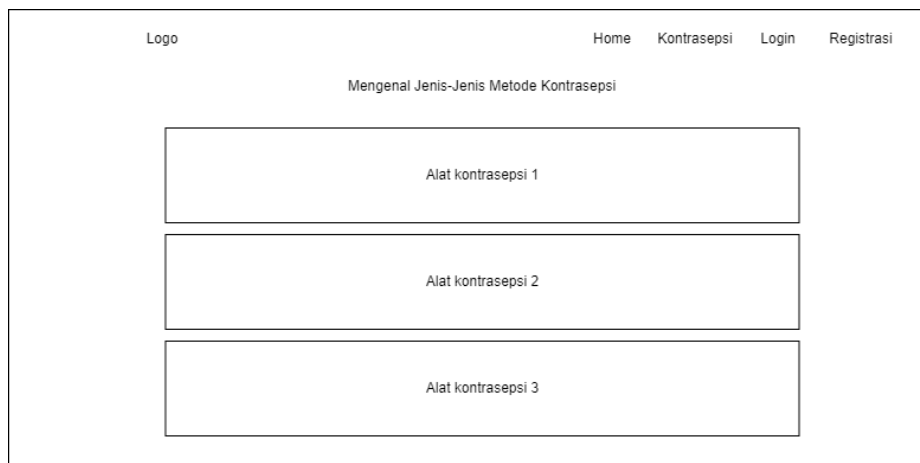 Logo Home Kontrasepsi Login Registrasi
Mengenal Jenis-Jenis Metode Kontrasepsi
Alat kontrasepsi 1
Alat kontrasepsi 2
Alat kontrasepsi 3